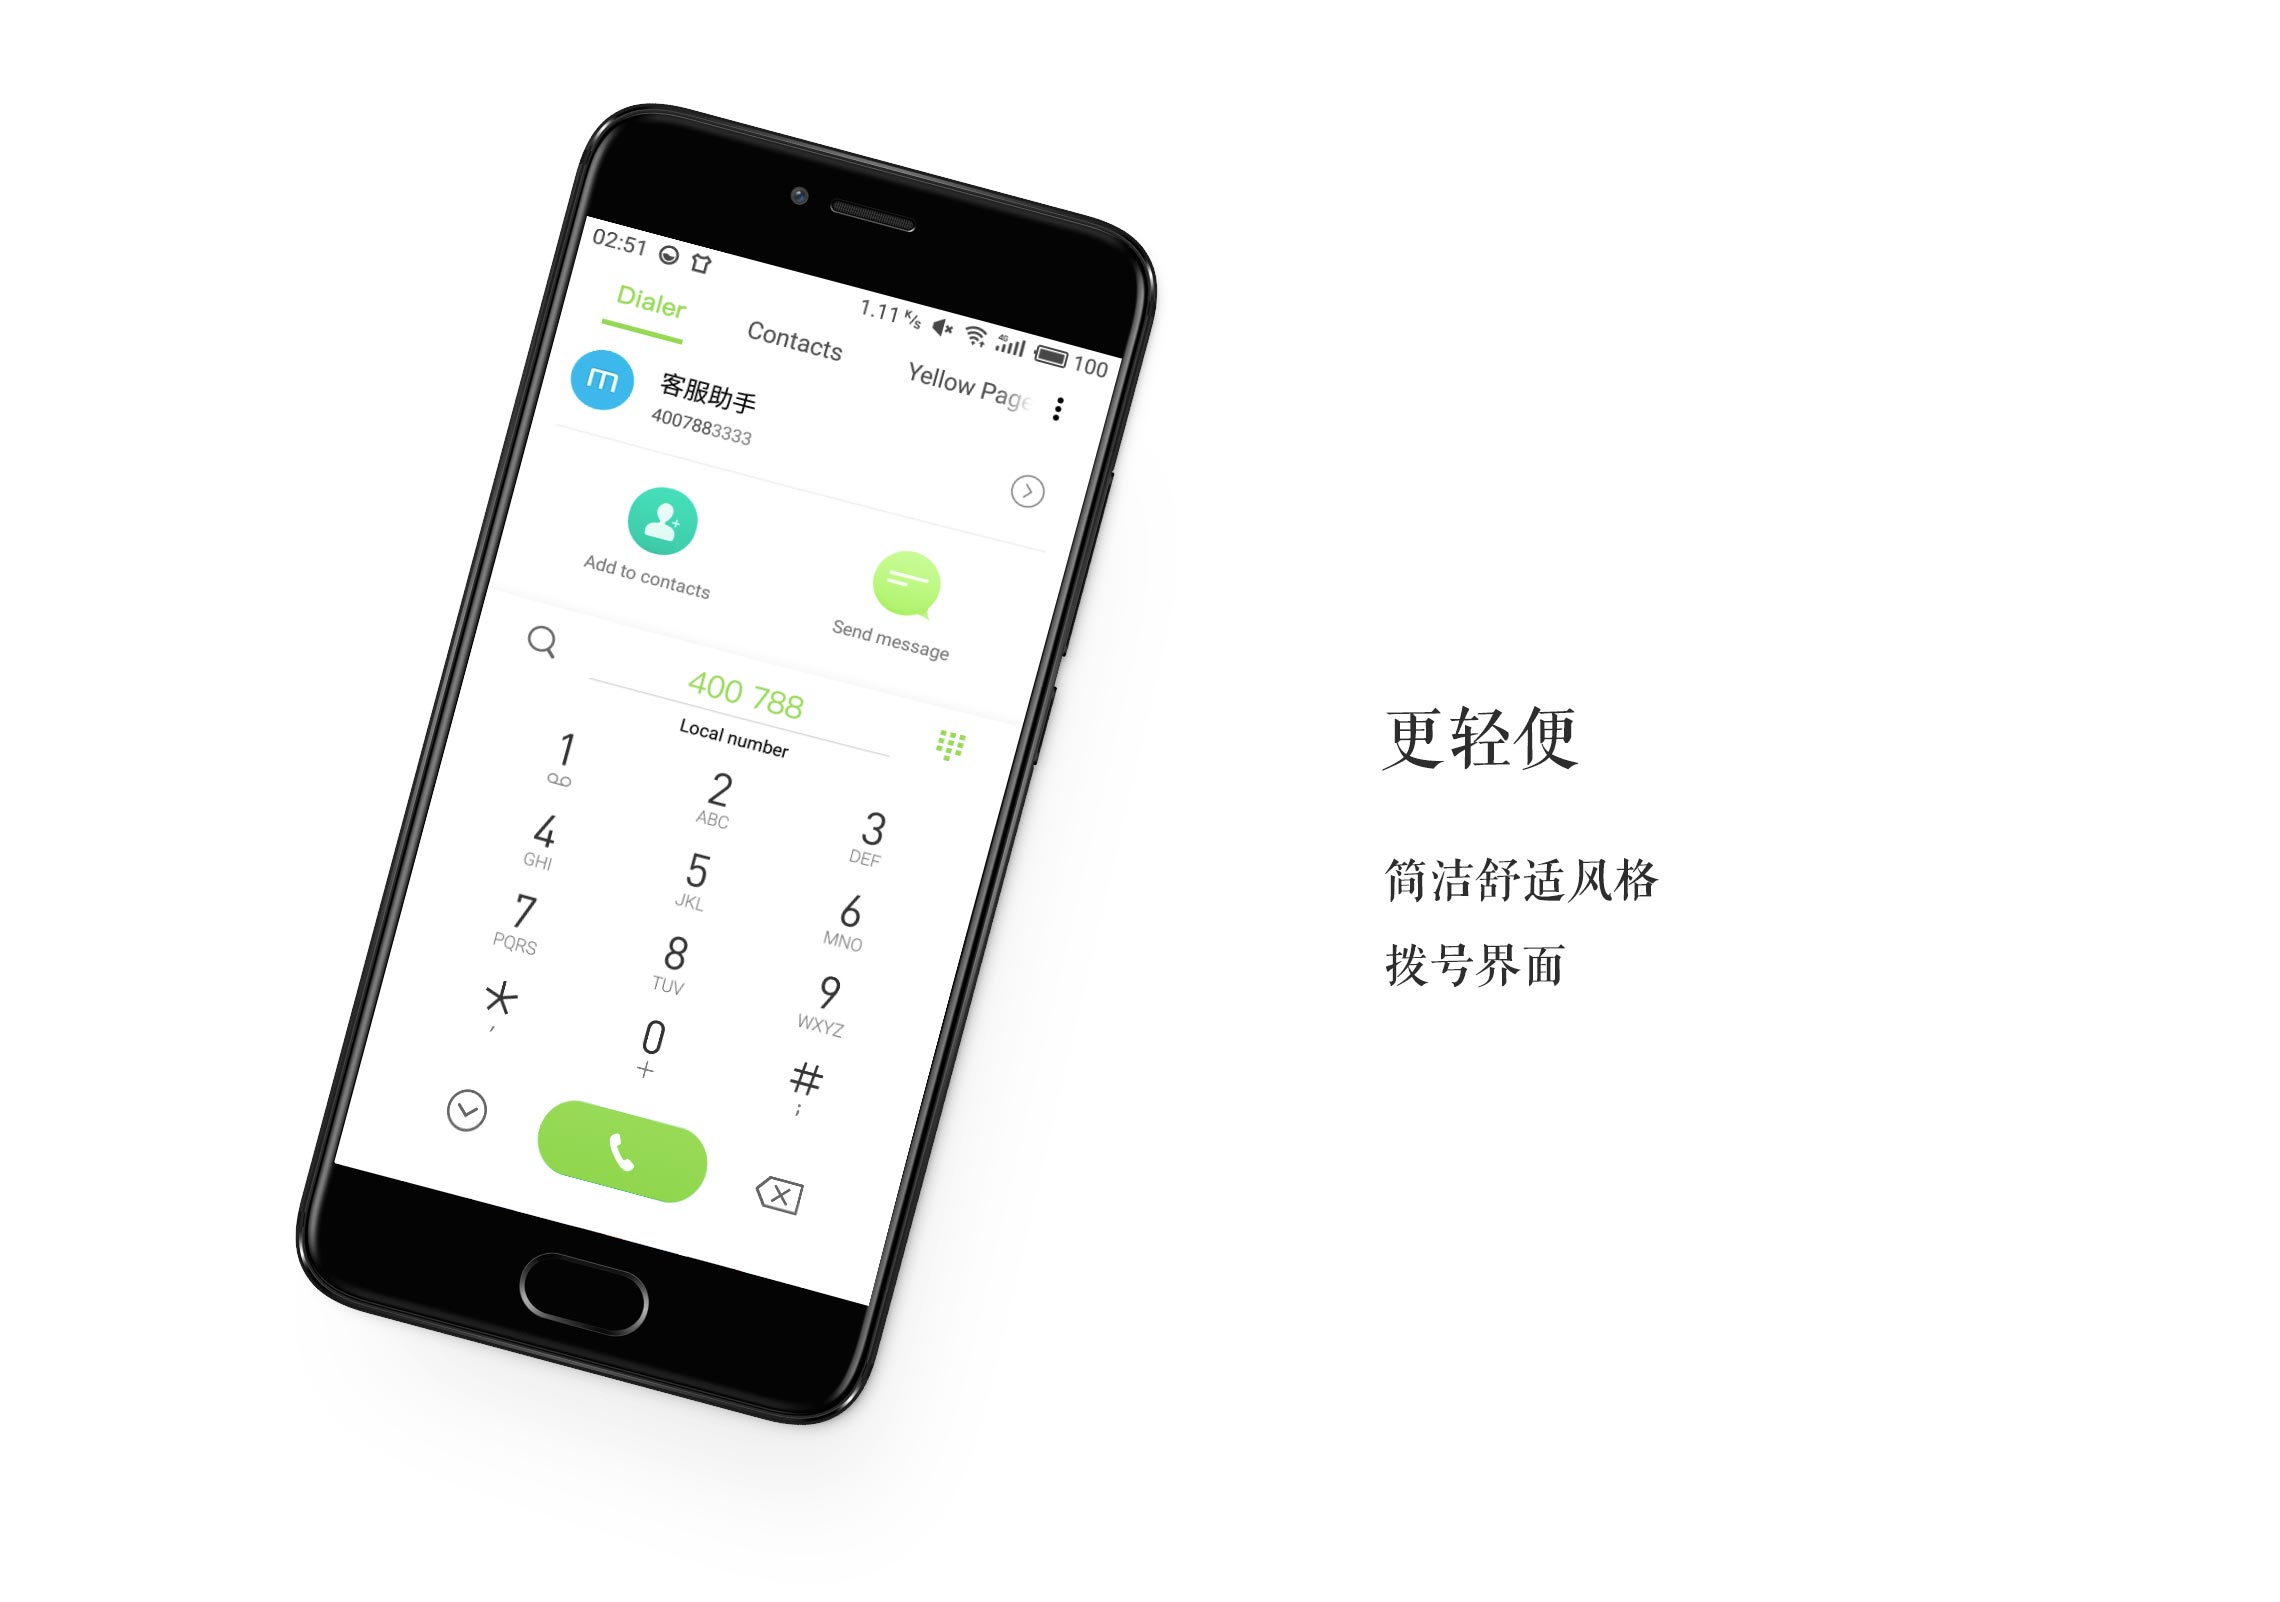 02:51
1.11 K/s 4G 100
Dialer Contacts Yellow Page
客服助手
4007883333
Add to contacts Send message
400 788
Local number
1 2 3
ABC DEF
4 5 6
GHI JKL MNO
7 8 9
PQRS TUV WXYZ
* 0 #
, + ;
更轻便
简洁舒适风格
拨号界面